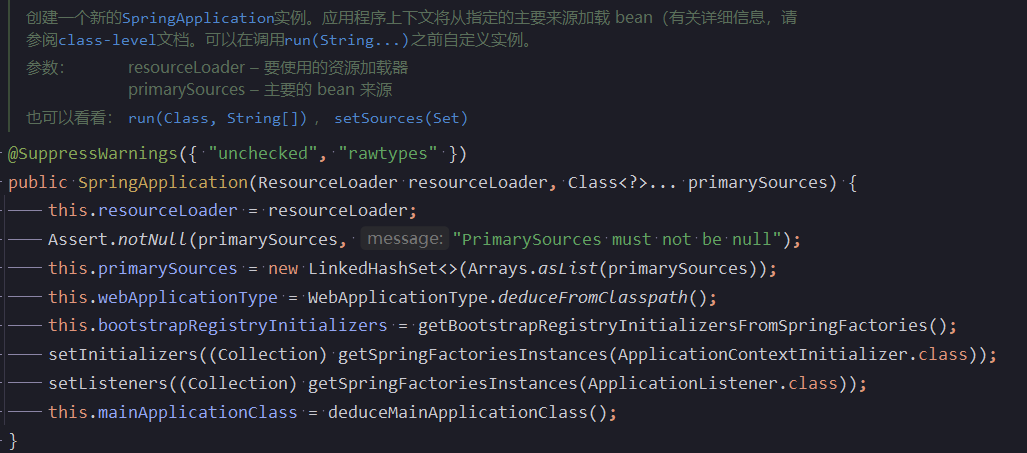 创建一个新的SpringApplication实例。应用程序上下文将从指定的主要来源加载 bean（有关详细信息，请
参阅class-level文档。可以在调用run(String...)之前自定义实例。
参数： resourceLoader – 要使用的资源加载器
primarySources – 主要的 bean 来源
也可以看看： run(Class, String[]) ， setSources(Set)
@SuppressWarnings({ "unchecked", "rawtypes" })
public SpringApplication(ResourceLoader resourceLoader, Class<?>... primarySources) {
this.resourceLoader = resourceLoader;
Assert.notNull(primarySources, message: "PrimarySources must not be null");
this.primarySources = new LinkedHashSet<>(Arrays.asList(primarySources));
this.webApplicationType = WebApplicationType.deduceFromClasspath();
this.bootstrapRegistryInitializers = getBootstrapRegistryInitializersFromSpringFactories();
setInitializers((Collection) getSpringFactoriesInstances(ApplicationContextInitializer.class));
setListeners((Collection) getSpringFactoriesInstances(ApplicationListener.class));
this.mainApplicationClass = deduceMainApplicationClass();
}